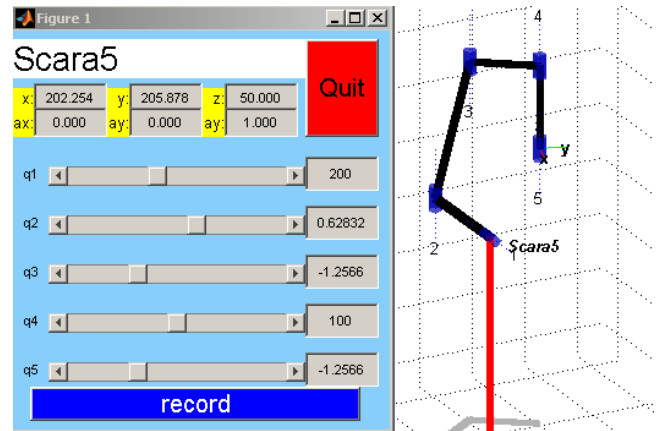 Figure 1
Scara5
Quit
x: 202.254 y: 205.878 z: 50.000
ax: 0.000 ay: 0.000 ay: 1.000
q1 200
q2 0.62832
q3 -1.2566
q4 100
q5 -1.2566
record
4
3
x y
5
2
1 Scara5